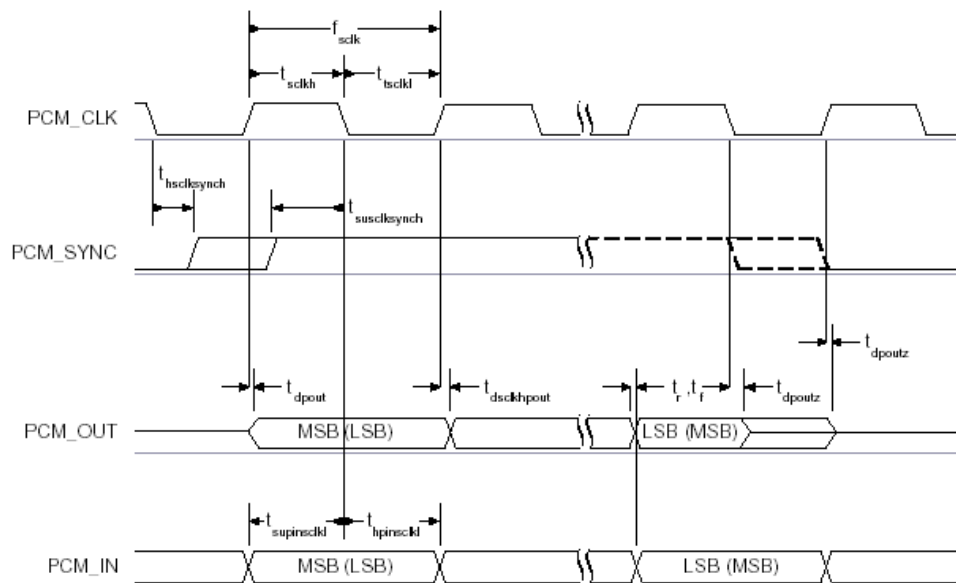 f sclk
t sclkh
t tsclkl
PCM_CLK
t hsclksynch
t susclksynch
PCM_SYNC
t dpoutz
t dpout
t dsclkhpout
t r ,t f
t dpoutz
PCM_OUT
MSB (LSB)
LSB (MSB)
t supinsclkl
t hpinsclkl
PCM_IN
MSB (LSB)
LSB (MSB)